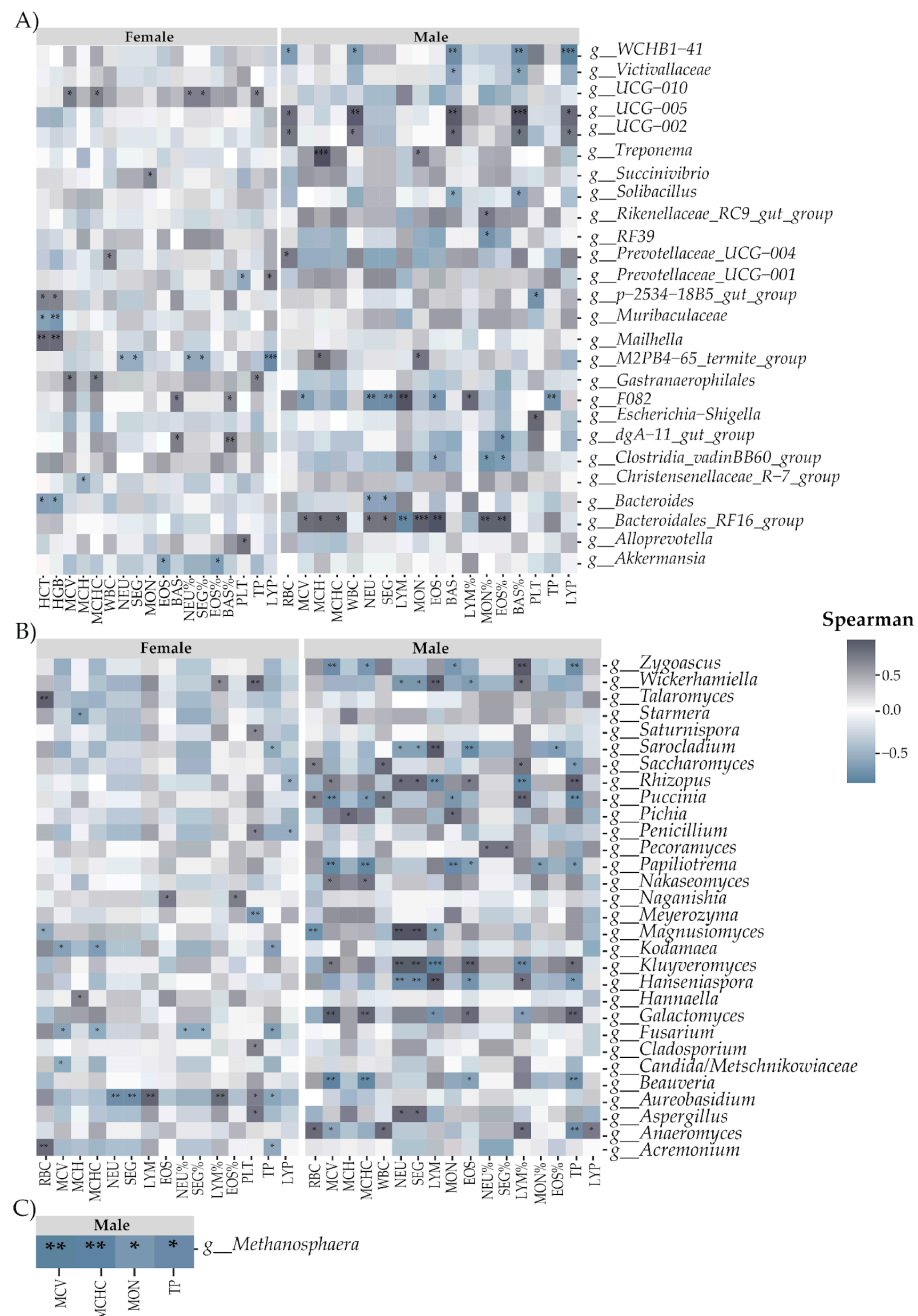 A)
Female Male
g__WCHB1-41
g__Victivallaceae
g__UCG-010
g__UCG-005
g__UCG-002
g__Treponema
g__Succinivibrio
g__Solibacillus
g__Rikenellaceae_RC9_gut_group
g__RF39
g__Prevotellaceae_UCG-004
g__Prevotellaceae_UCG-001
g__p-2534-18B5_gut_group
g__Muribaculaceae
g__Mailhella
g__M2PB4-65_termite_group
g__Gastranaerophilales
g__F082
g__Escherichia-Shigella
g__dgA-11_gut_group
g__Clostridia_vadinBB60_group
g__Christensenellaceae_R-7_group
g__Bacteroides
g__Bacteroidales_RF16_group
g__Alloprevotella
g__Akkermansia
HCT HGB MCV MCH MCHC WBC NEU SEG MON EOS BAS NEU% SEG% EOS% BAS% PLT TP LYP RBC MCV MCH MCHC WBC NEU SEG LYM MON EOS BAS LYM% MON% EOS% BAS% PLT TP LYP
B)
Female Male
g__Zygoascus
g__Wickerhamiella
g__Talaromyces
g__Starmera
g__Saturnispora
g__Sarocladium
g__Saccharomyces
g__Rhizopus
g__Puccinia
g__Pichia
g__Penicillium
g__Pecoramyces
g__Papiliotrema
g__Nakaseomyces
g__Naganishia
g__Meyerozyma
g__Magnusiomyces
g__Kodamaea
g__Kluyveromyces
g__Hanseniaspora
g__Hannaella
g__Galactomyces
g__Fusarium
g__Cladosporium
g__Candida/Metschnikowiaceae
g__Beauveria
g__Aureobasidium
g__Aspergillus
g__Anaeromyces
g__Acremonium
RBC MCV MCH MCHC NEU SEG LYM EOS NEU% SEG% LYM% EOS% PLT TP LYP RBC MCV MCH MCHC WBC NEU SEG LYM MON EOS NEU% SEG% LYM% MON% EOS% TP LYP
Spearman
0.5
0.0
−0.5
C)
Male
** ** * *
g__Methanosphaera
MCV MCHC MON TP